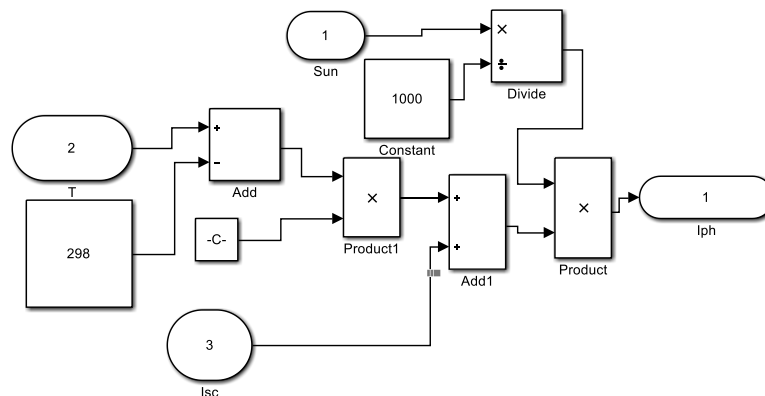 1
Sun
×
÷
Divide
1000
Constant
2
T
+
−
Add
298
-C-
×
Product1
+
+
Add1
×
Product
1
Iph
3
Isc